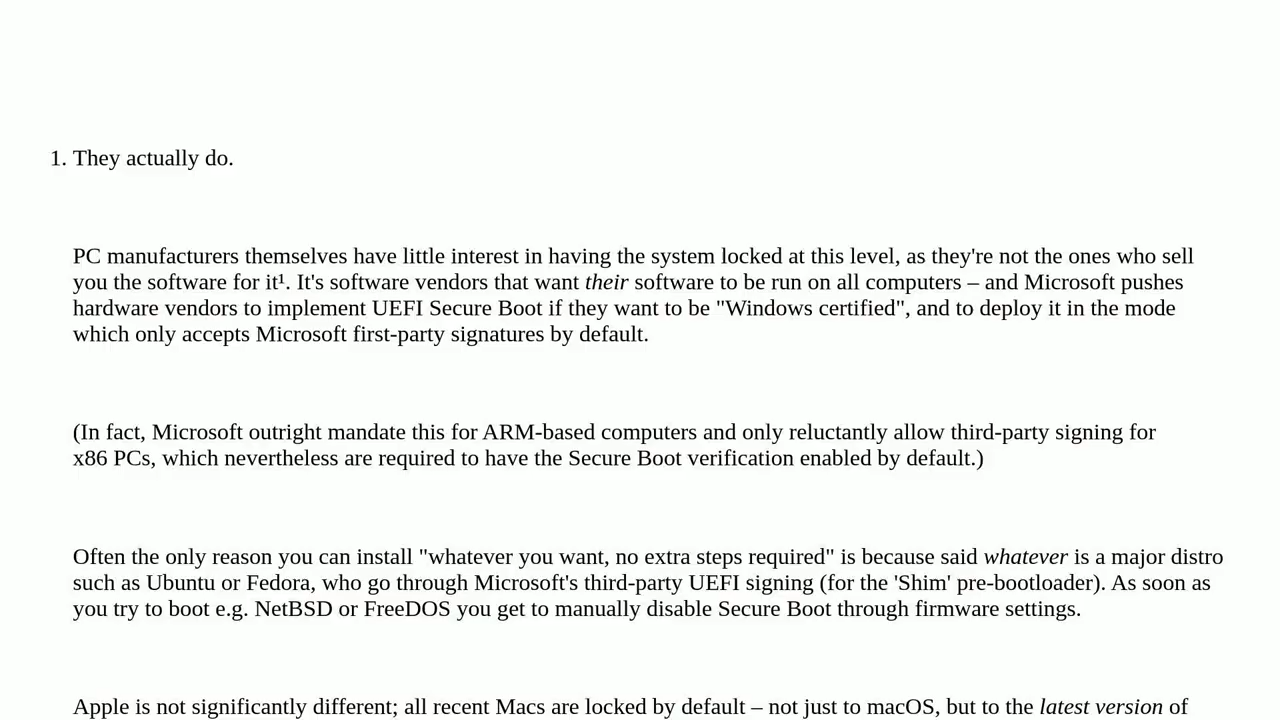 1. They actually do.
PC manufacturers themselves have little interest in having the system locked at this level, as they're not the ones who sell
you the software for it¹. It's software vendors that want their software to be run on all computers – and Microsoft pushes
hardware vendors to implement UEFI Secure Boot if they want to be "Windows certified", and to deploy it in the mode
which only accepts Microsoft first-party signatures by default.
(In fact, Microsoft outright mandate this for ARM-based computers and only reluctantly allow third-party signing for
x86 PCs, which nevertheless are required to have the Secure Boot verification enabled by default.)
Often the only reason you can install "whatever you want, no extra steps required" is because said whatever is a major distro
such as Ubuntu or Fedora, who go through Microsoft's third-party UEFI signing (for the 'Shim' pre-bootloader). As soon as
you try to boot e.g. NetBSD or FreeDOS you get to manually disable Secure Boot through firmware settings.
Apple is not significantly different; all recent Macs are locked by default – not just to macOS, but to the latest version of